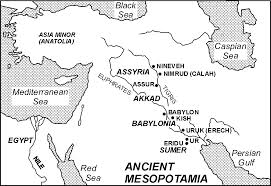 Black
Sea
ASIA MINOR
(ANATOLIA)
Caspian
Sea
NINEVEH
ASSYRIA
NIMRUD (CALAH)
ASSUR
EUPHRATES
TIGRIS
Mediterranean
Sea
AKKAD
BABYLON
KISH
BABYLONIA
EGYPT
URUK (ERECH)
ERIDU
UR
SUMER
NILE
Red
Sea
ANCIENT
MESOPOTAMIA
Persian
Gulf